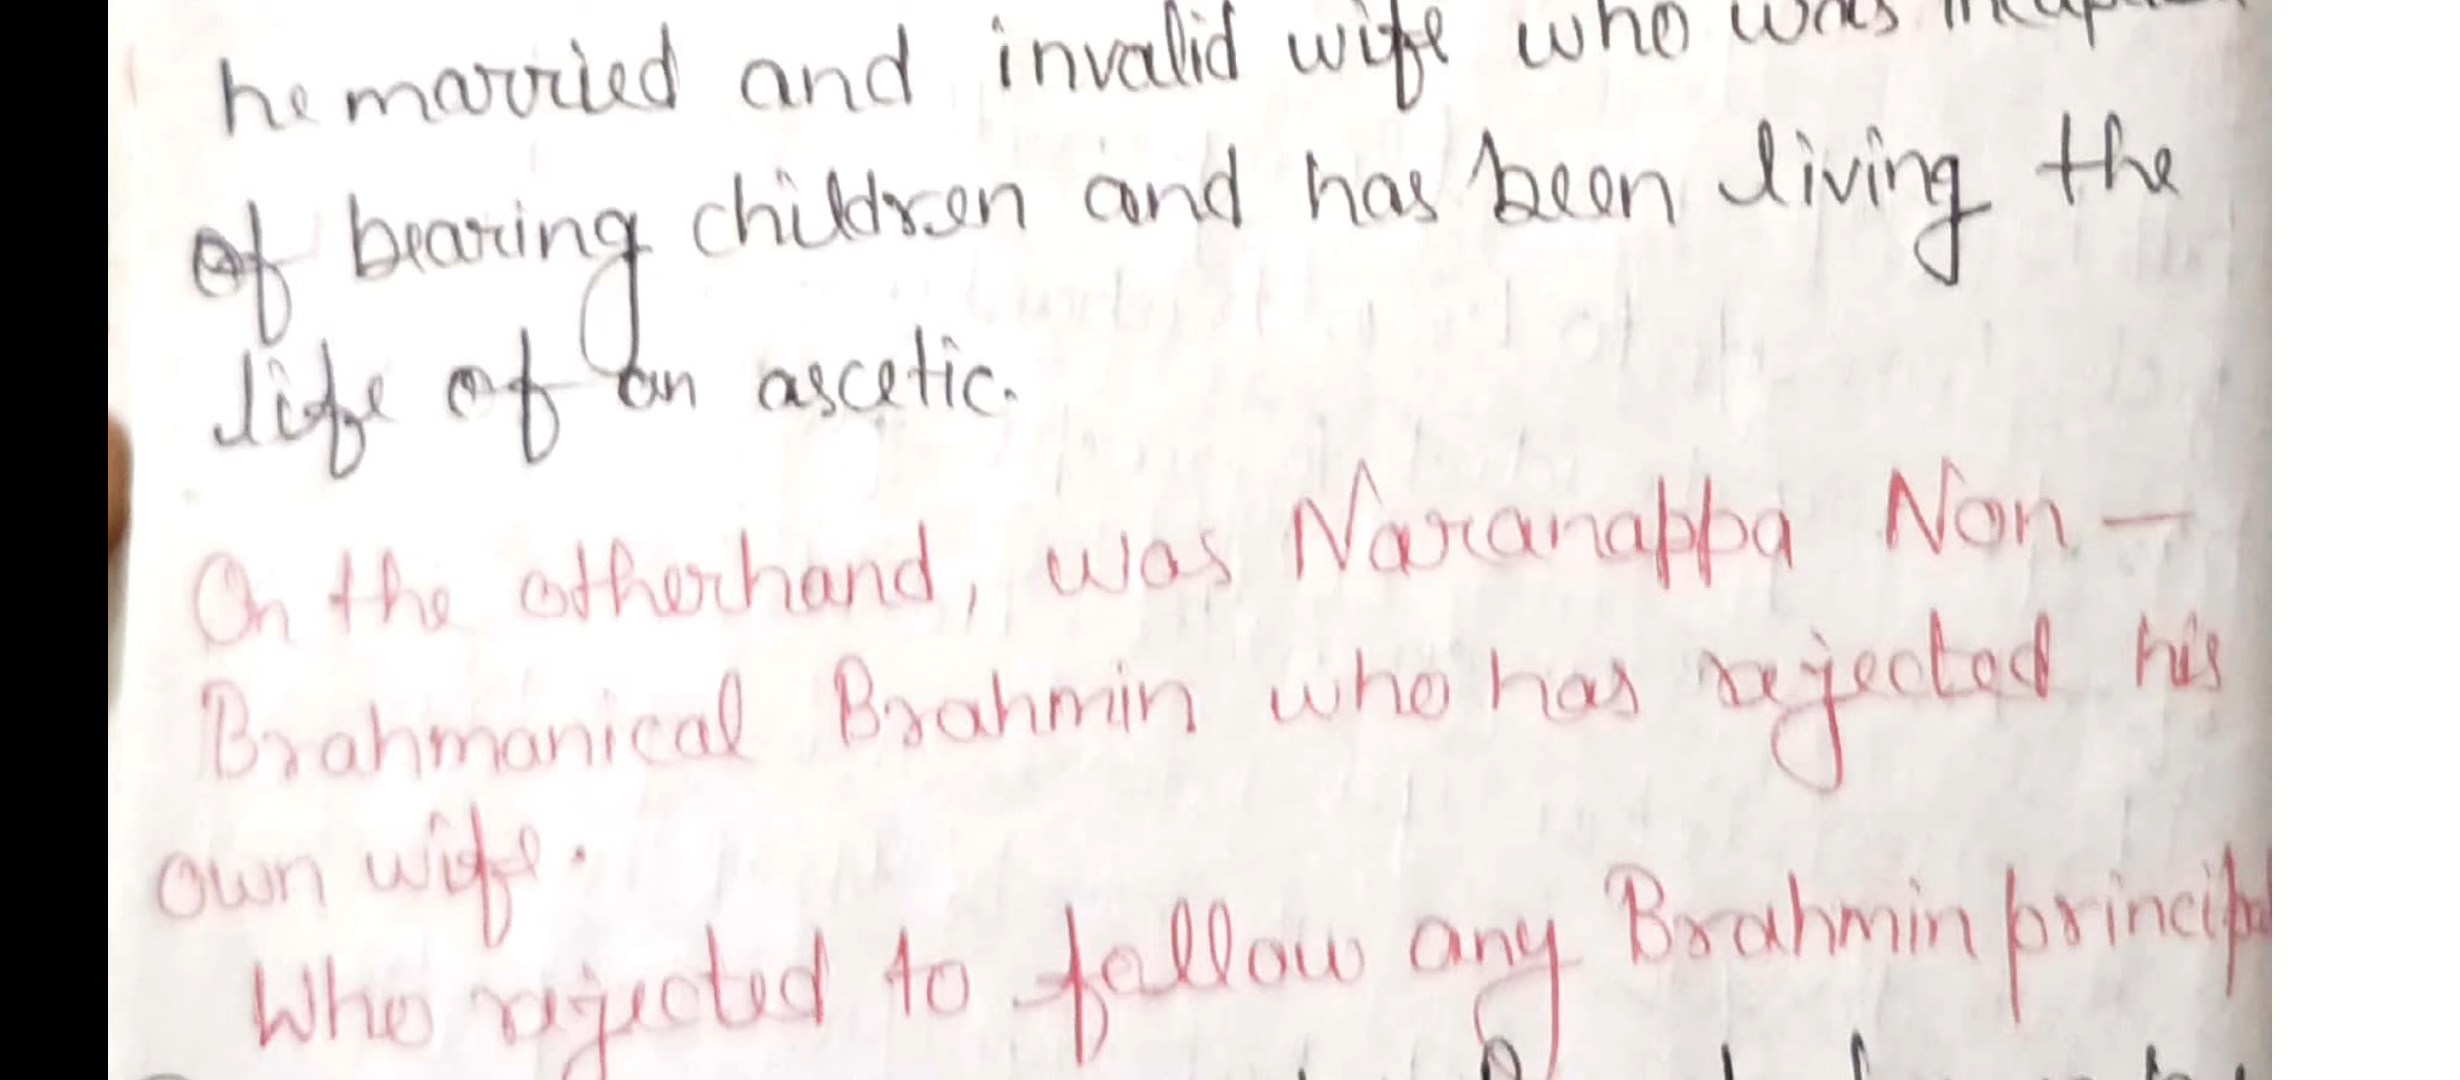 he married and invalid wife who was
of bearing children and has been living the
life of an ascetic.
On the otherhand, was Naranappa Non-
Brahmanical Brahmin who has rejected his
own wife.
Who rejected to follow any Brahmin